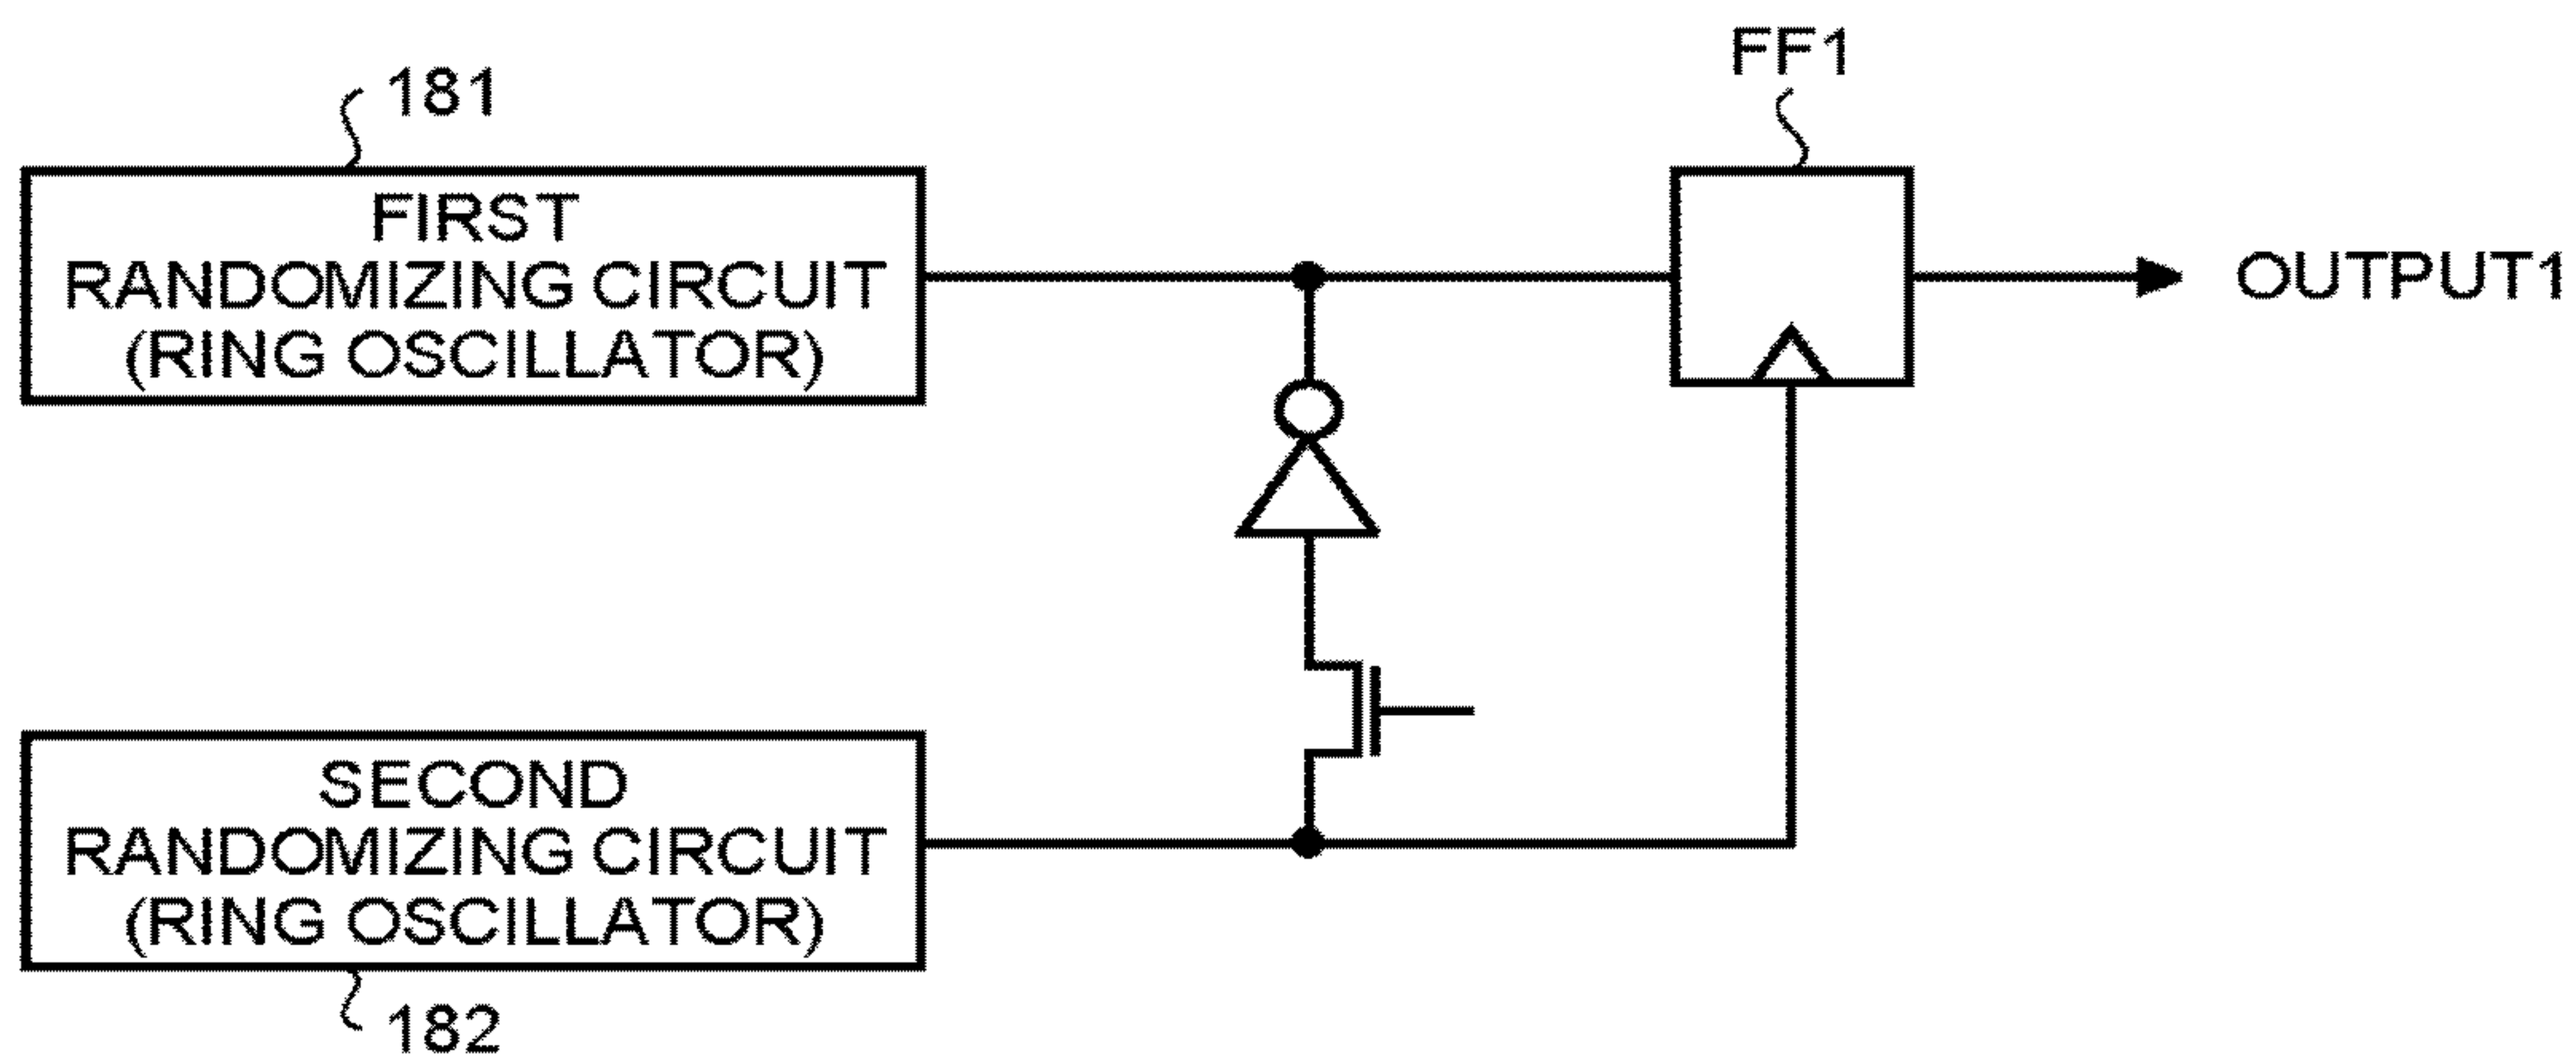 181
FIRST
RANDOMIZING CIRCUIT
(RING OSCILLATOR)
FF1
OUTPUT1
SECOND
RANDOMIZING CIRCUIT
(RING OSCILLATOR)
182